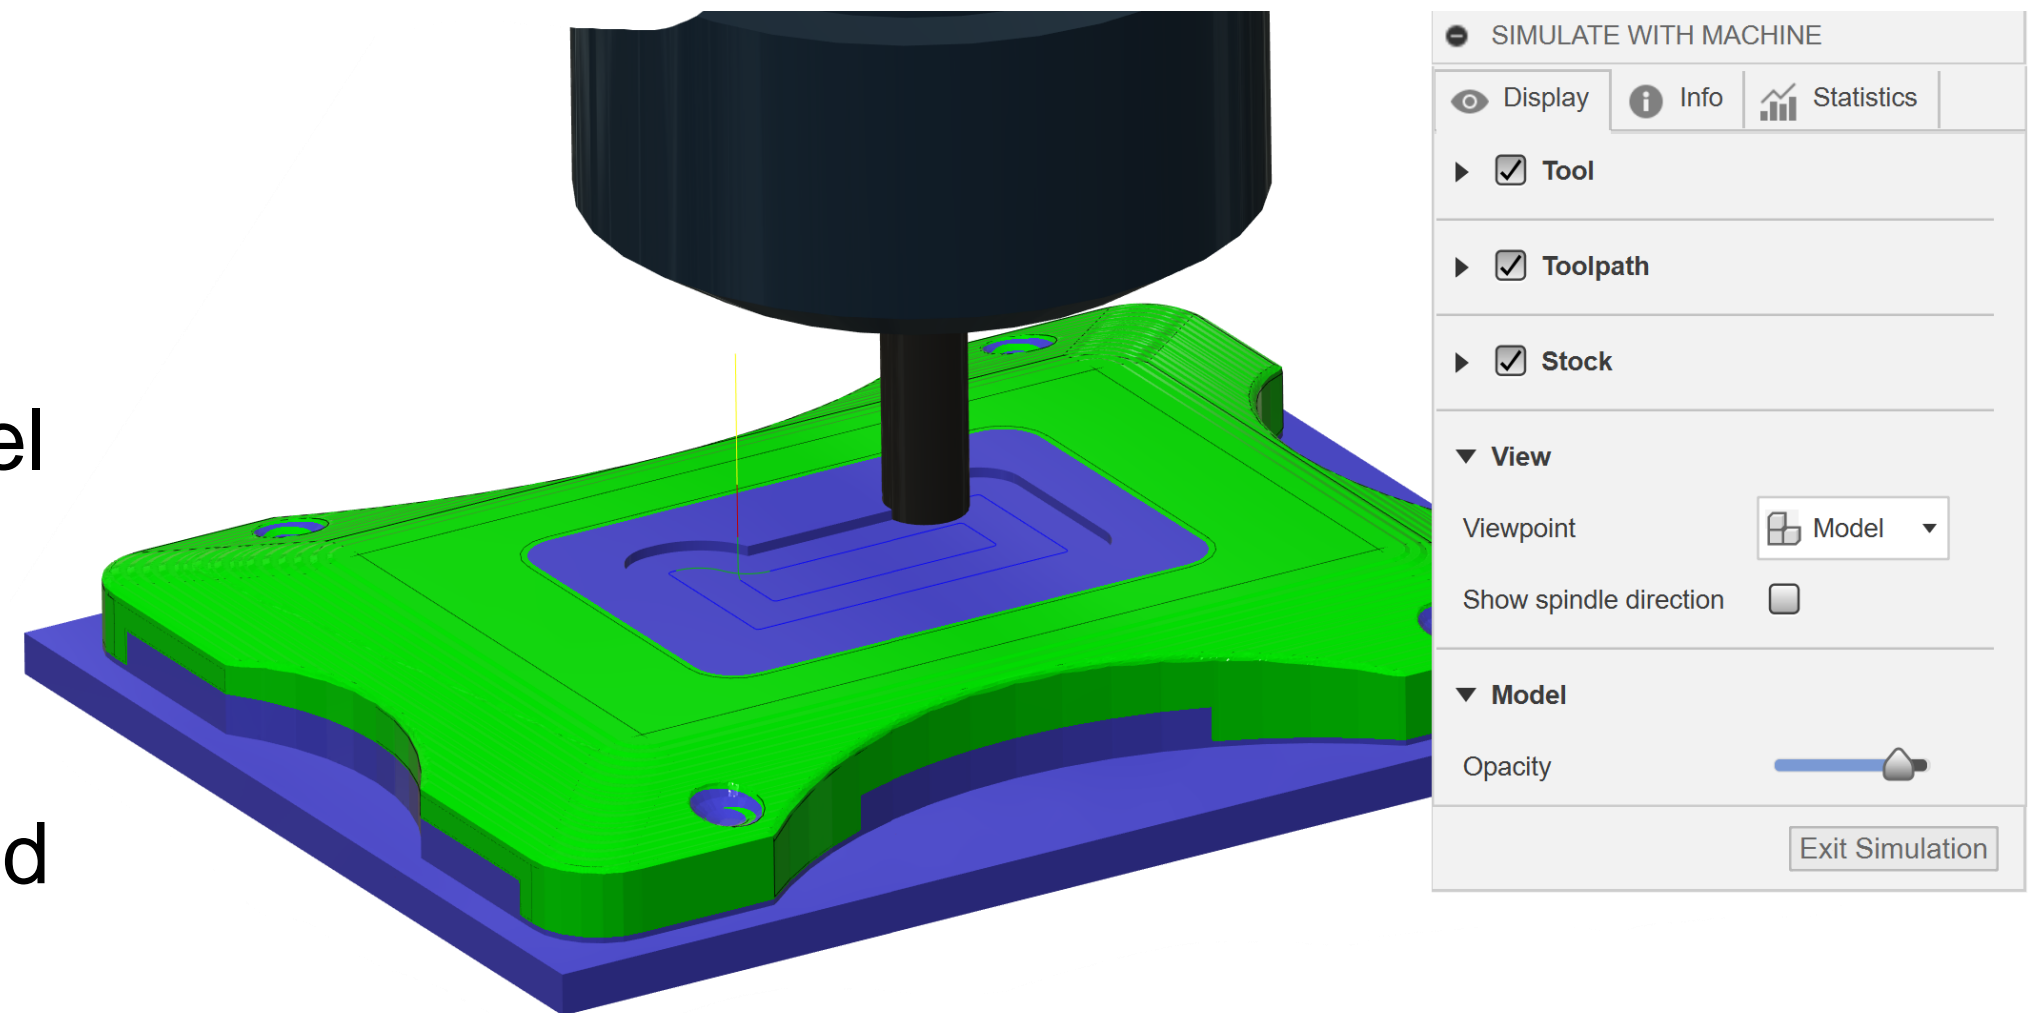 SIMULATE WITH MACHINE
Display Info Statistics
Tool
Toolpath
Stock
el
View
Viewpoint Model
Show spindle direction
Model
Opacity
d
Exit Simulation